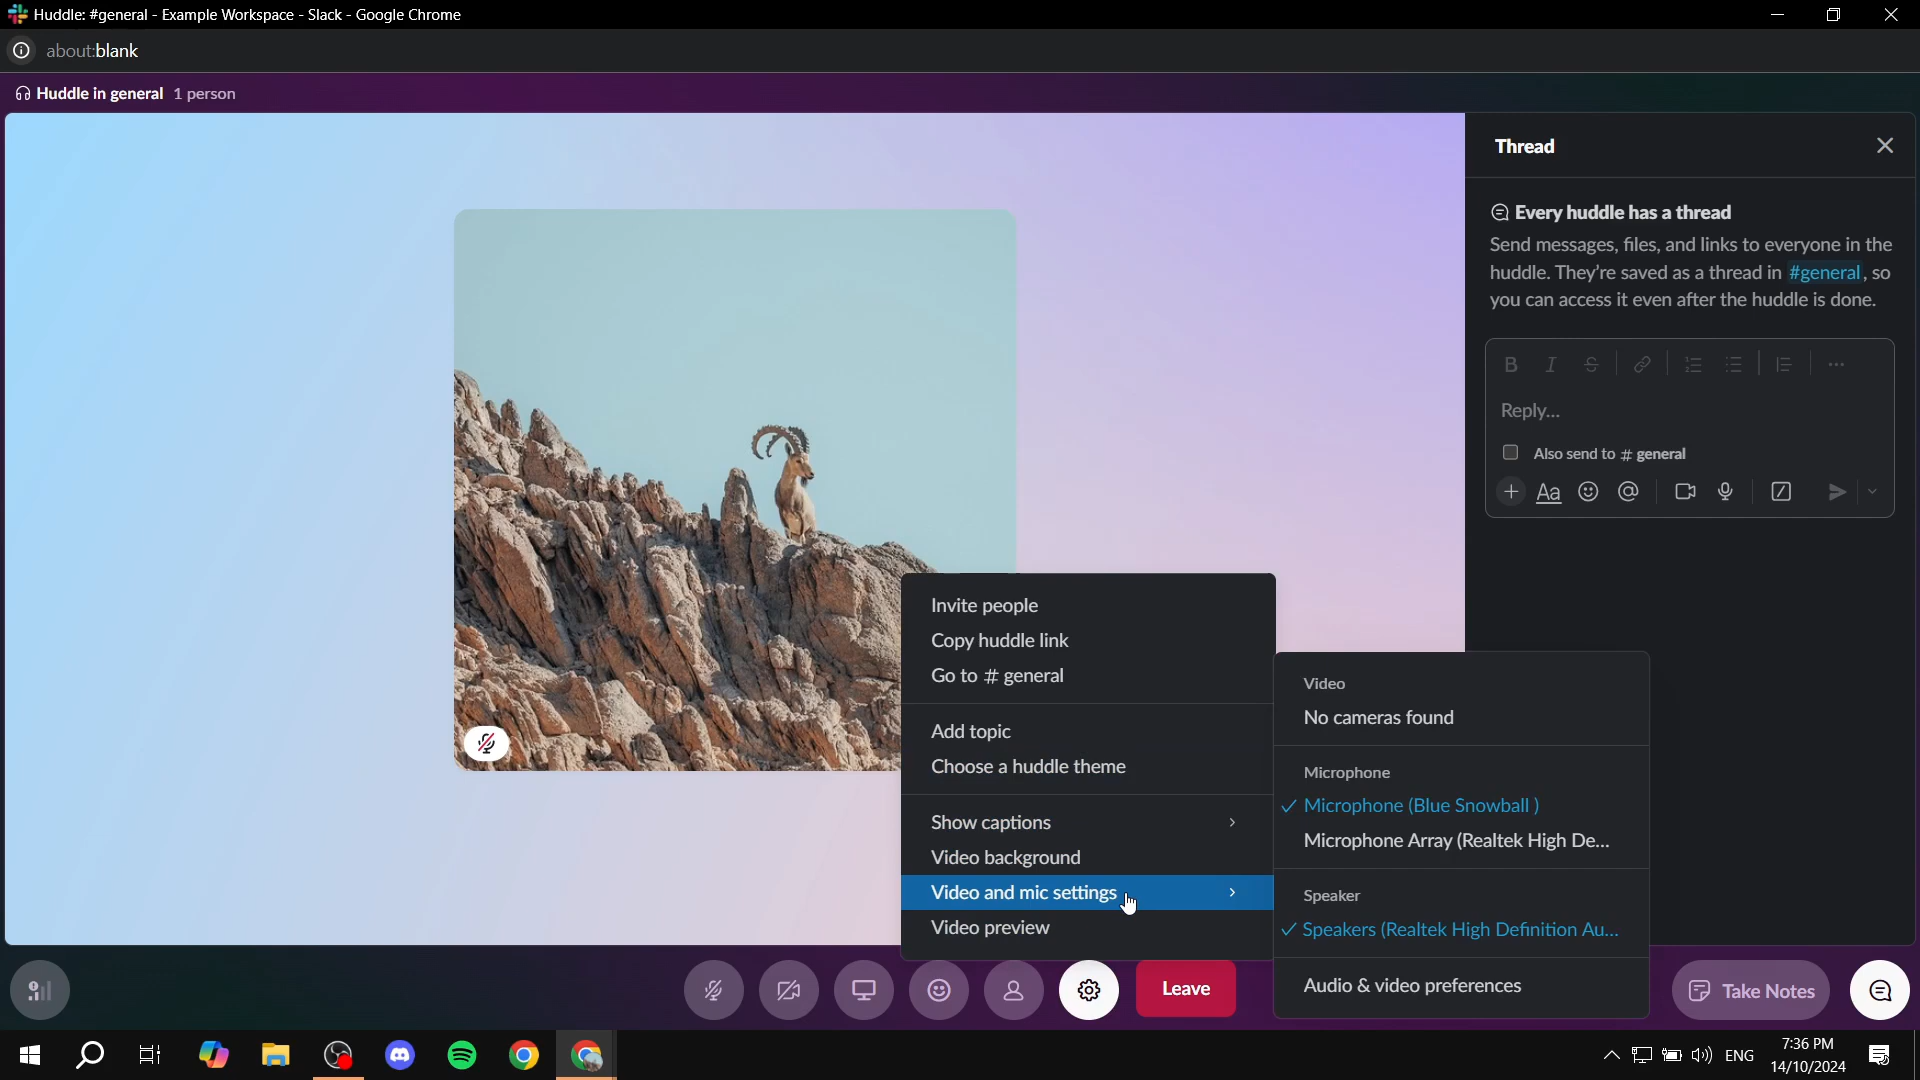 Huddle: #general - Example Workspace - Slack - Google Chrome
about:blank
Huddle in general 1 person
Thread
Every huddle has a thread
Send messages, files, and links to everyone in the
huddle. They're saved as a thread in #general, so
you can access it even after the huddle is done.
Reply...
Also send to # general
Aa
Invite people
Copy huddle link
Go to # general
Add topic
Choose a huddle theme
Show captions
Video background
Video and mic settings
Video preview
Video
No cameras found
Microphone
Microphone (Blue Snowball )
Microphone Array (Realtek High De...
Speaker
Speakers (Realtek High Definition Au...
Audio & video preferences
Leave
Take Notes
ENG
7:36 PM
14/10/2024